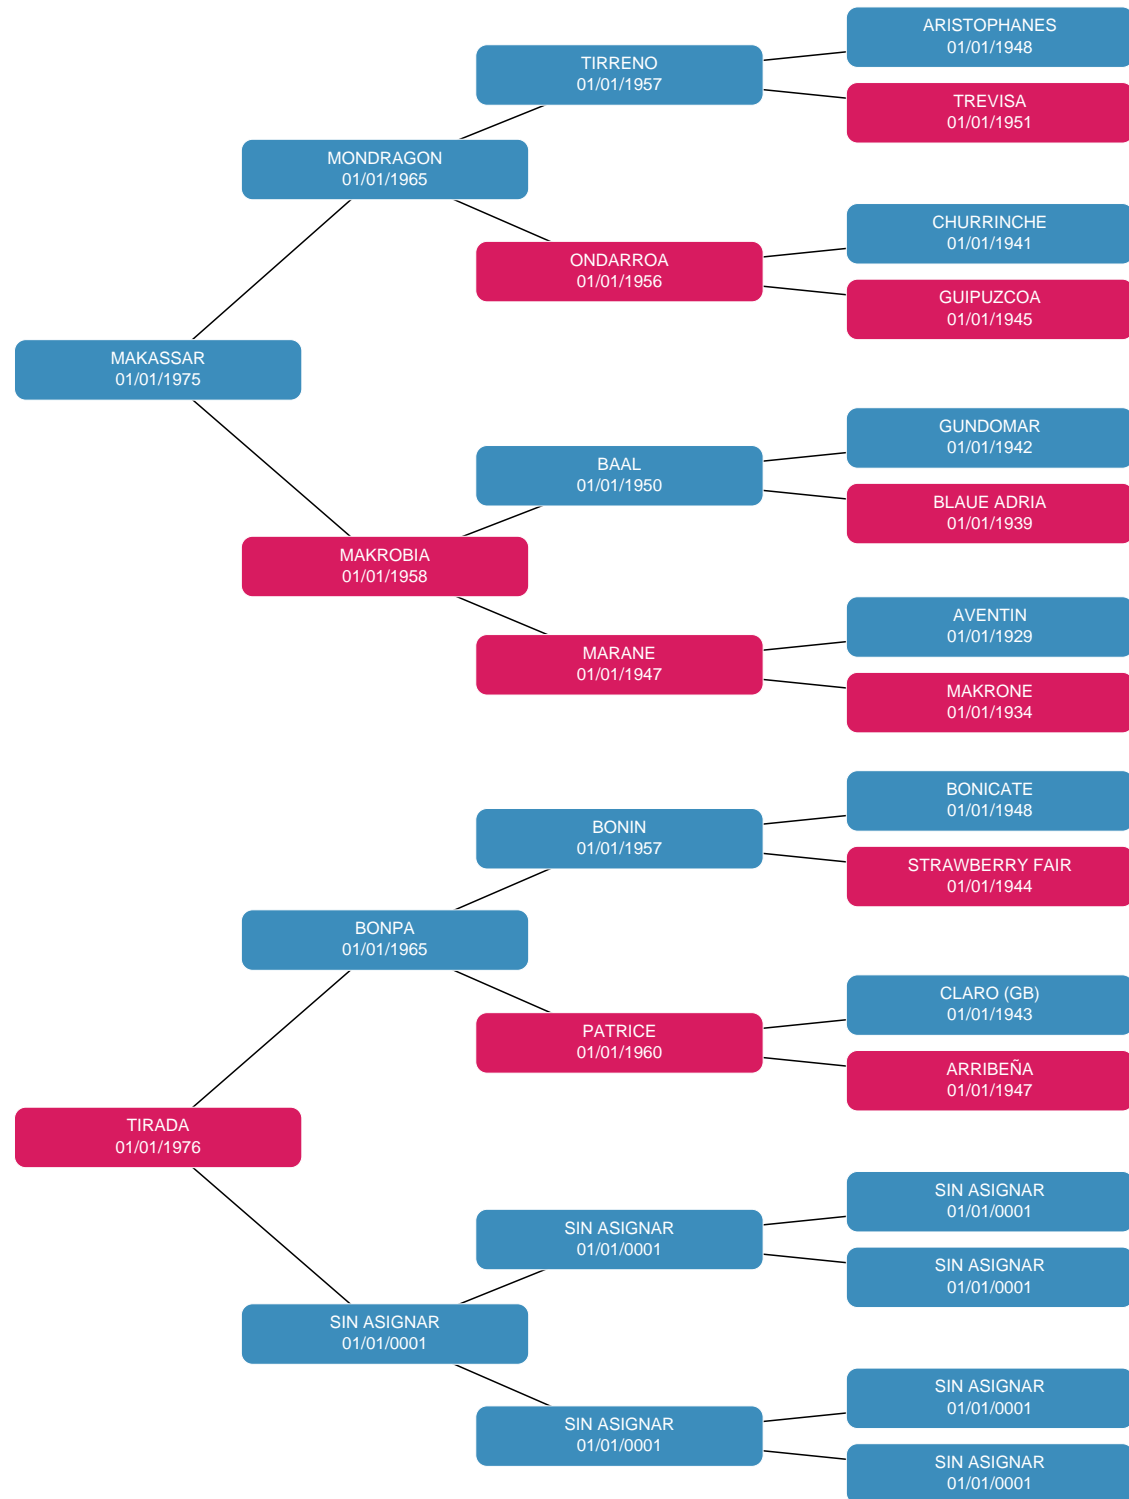 ARISTOPHANES
01/01/1948
TIRRENO
01/01/1957
TREVISA
01/01/1951
MONDRAGON
01/01/1965
CHURRINCHE
01/01/1941
ONDARROA
01/01/1956
GUIPUZCOA
01/01/1945
MAKASSAR
01/01/1975
GUNDOMAR
01/01/1942
BAAL
01/01/1950
BLAUE ADRIA
01/01/1939
MAKROBIA
01/01/1958
AVENTIN
01/01/1929
MARANE
01/01/1947
MAKRONE
01/01/1934
BONICATE
01/01/1948
BONIN
01/01/1957
STRAWBERRY FAIR
01/01/1944
BONPA
01/01/1965
CLARO (GB)
01/01/1943
PATRICE
01/01/1960
ARRIBEÑA
01/01/1947
TIRADA
01/01/1976
SIN ASIGNAR
01/01/0001
SIN ASIGNAR
01/01/0001
SIN ASIGNAR
01/01/0001
SIN ASIGNAR
01/01/0001
SIN ASIGNAR
01/01/0001
SIN ASIGNAR
01/01/0001
SIN ASIGNAR
01/01/0001